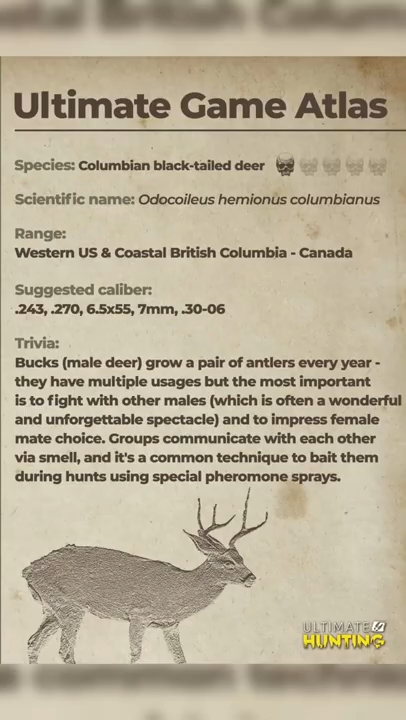 Ultimate Game Atlas
Species: Columbian black-tailed deer
Scientific name: Odocoileus hemionus columbianus
Range:
Western US & Coastal British Columbia - Canada
Suggested caliber:
.243, .270, 6.5x55, 7mm, .30-06
Trivia:
Bucks (male deer) grow a pair of antlers every year -
they have multiple usages but the most important
is to fight with other males (which is often a wonderful
and unforgettable spectacle) and to impress female
mate choice. Groups communicate with each other
via smell, and it's a common technique to bait them
during hunts using special pheromone sprays.
ULTIMATE
HUNTING